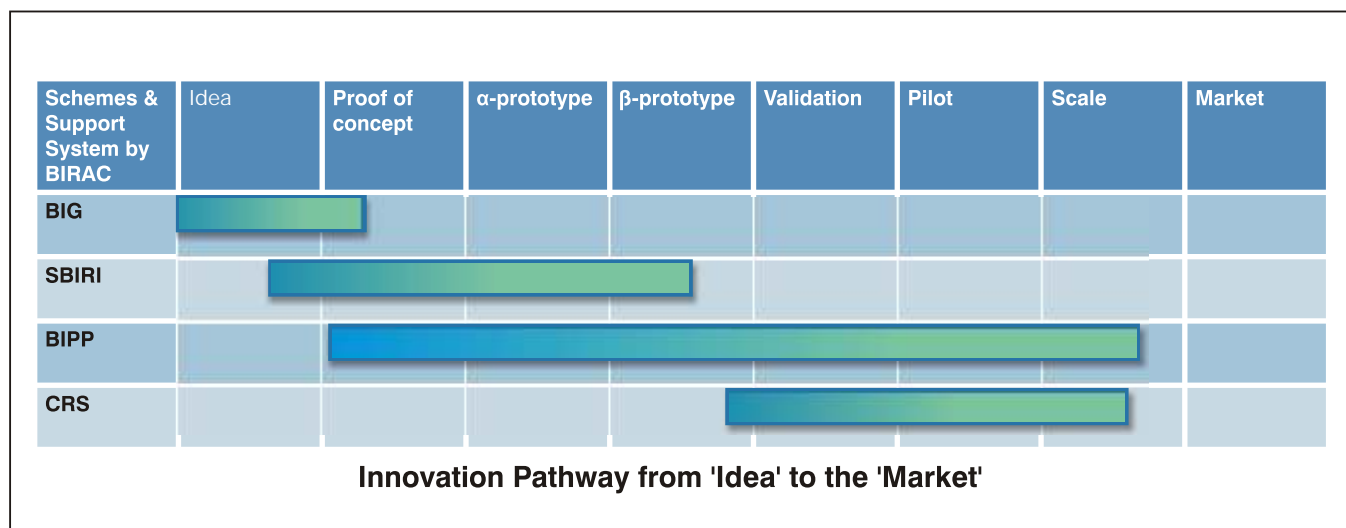 Schemes &
Support
System by
BIRAC
Idea
Proof of
concept
α-prototype
β-prototype
Validation
Pilot
Scale
Market
BIG
SBIRI
BIPP
CRS
Innovation Pathway from 'Idea' to the 'Market'